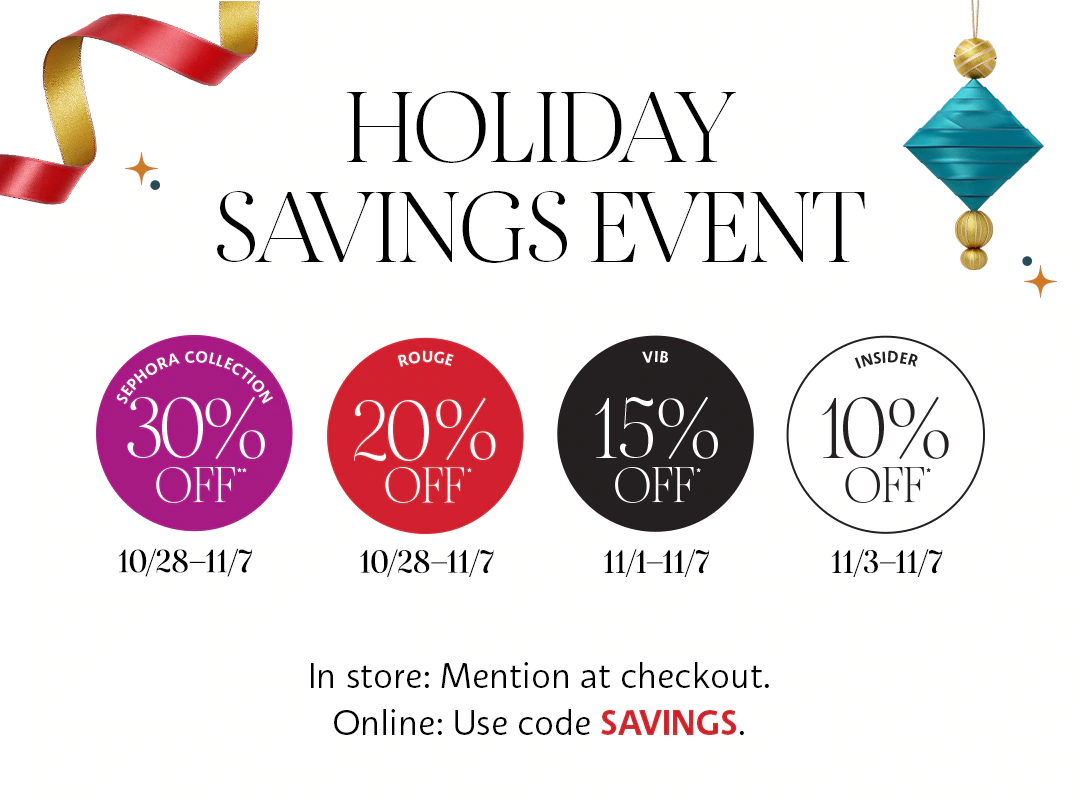 HOLIDAY
SAVINGS EVENT
SEPHORA COLLECTION
30%
OFF**
10/28–11/7
ROUGE
20%
OFF*
10/28–11/7
VIB
15%
OFF*
11/1–11/7
INSIDER
10%
OFF*
11/3–11/7
In store: Mention at checkout.
Online: Use code SAVINGS.